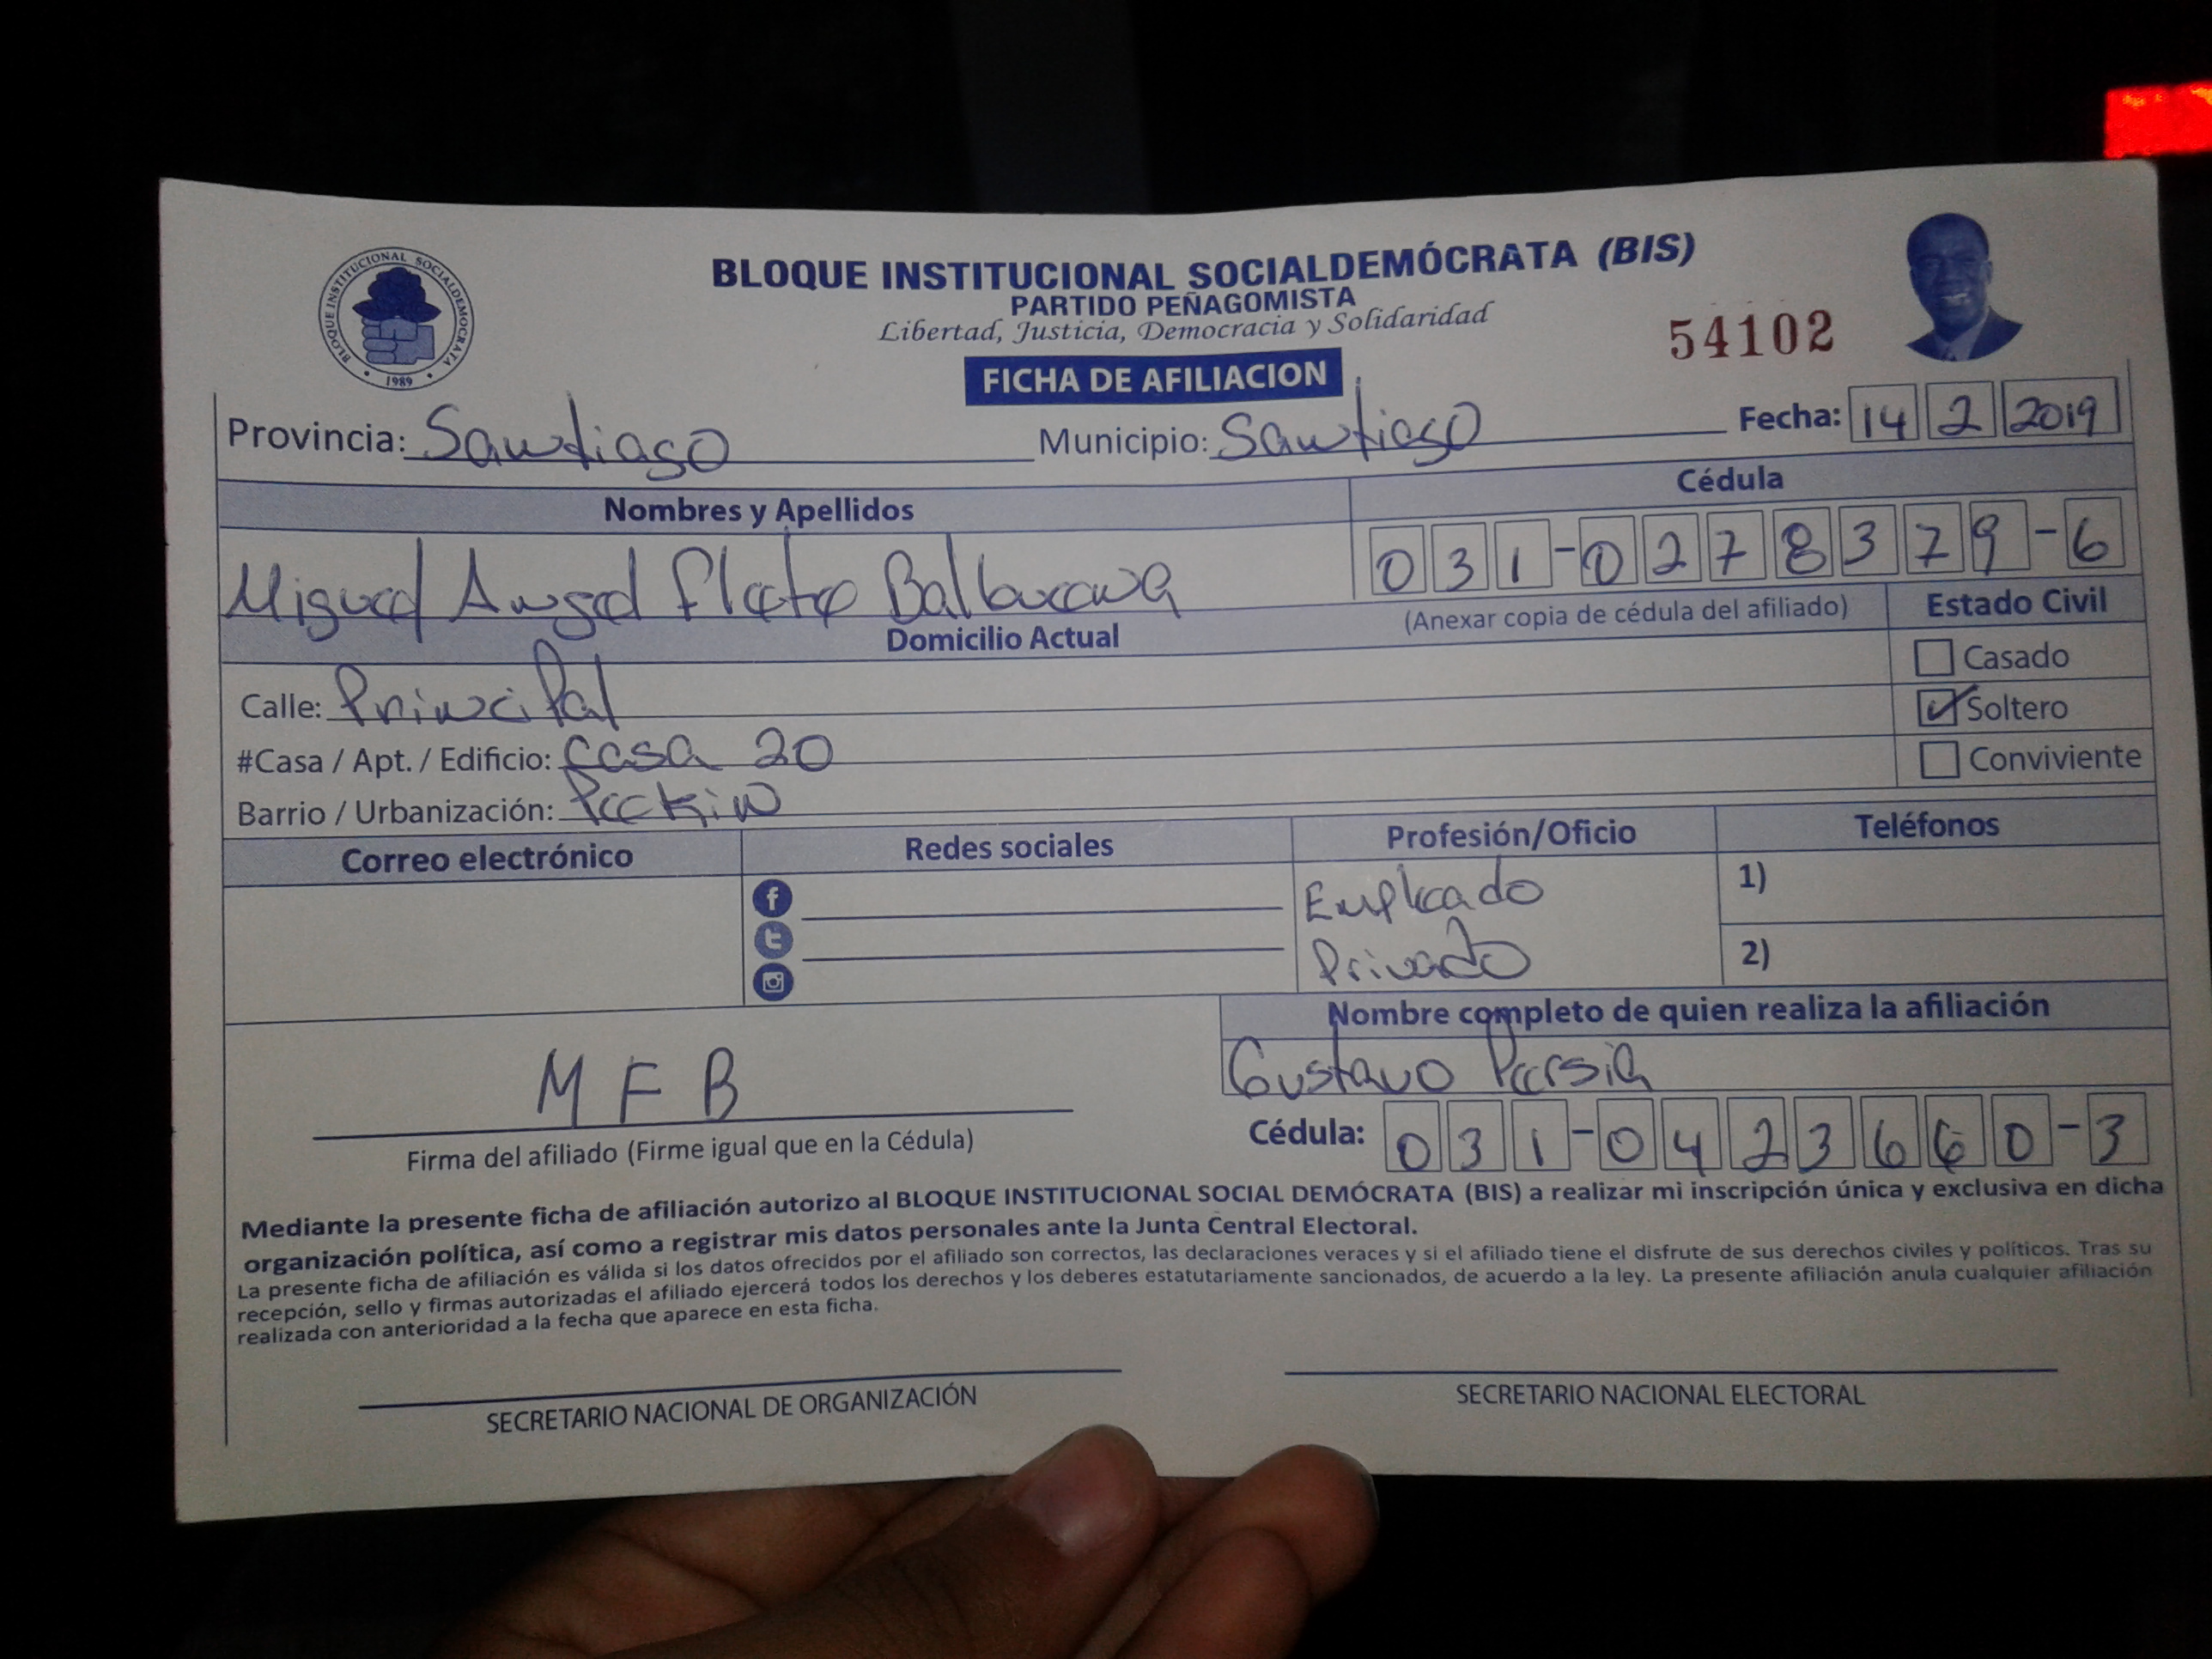 BLOQUE INSTITUCIONAL SOCIALDEMOCRATA
1989
BLOQUE INSTITUCIONAL SOCIALDEMÓCRATA (BIS)
PARTIDO PEÑAGOMISTA
Libertad, Justicia, Democracia y Solidaridad
54102
FICHA DE AFILIACION
Provincia: Santiago Municipio: Santiago Fecha: 14 2 2019
Nombres y Apellidos Cédula
Miguel Angel 031-0278379-6
(Anexar copia de cédula del afiliado) Estado Civil
Domicilio Actual
Casado
Calle: PrinciPal
Soltero
#Casa / Apt. / Edificio: casa 20
Conviviente
Barrio / Urbanización: Peckin
Correo electrónico Redes sociales Profesión/Oficio Teléfonos
Empleado 1)
Privado 2)
Nombre completo de quien realiza la afiliación
Gustavo
M F B
Cédula: 031-0423660-3
Firma del afiliado (Firme igual que en la Cédula)
Mediante la presente ficha de afiliación autorizo al BLOQUE INSTITUCIONAL SOCIAL DEMÓCRATA (BIS) a realizar mi inscripción única y exclusiva en dicha
organización política, así como a registrar mis datos personales ante la Junta Central Electoral.
La presente ficha de afiliación es válida si los datos ofrecidos por el afiliado son correctos, las declaraciones veraces y si el afiliado tiene el disfrute de sus derechos civiles y políticos. Tras su
recepción, sello y firmas autorizadas el afiliado ejercerá todos los derechos y los deberes estatutariamente sancionados, de acuerdo a la ley. La presente afiliación anula cualquier afiliación
realizada con anterioridad a la fecha que aparece en esta ficha.
SECRETARIO NACIONAL DE ORGANIZACIÓN SECRETARIO NACIONAL ELECTORAL